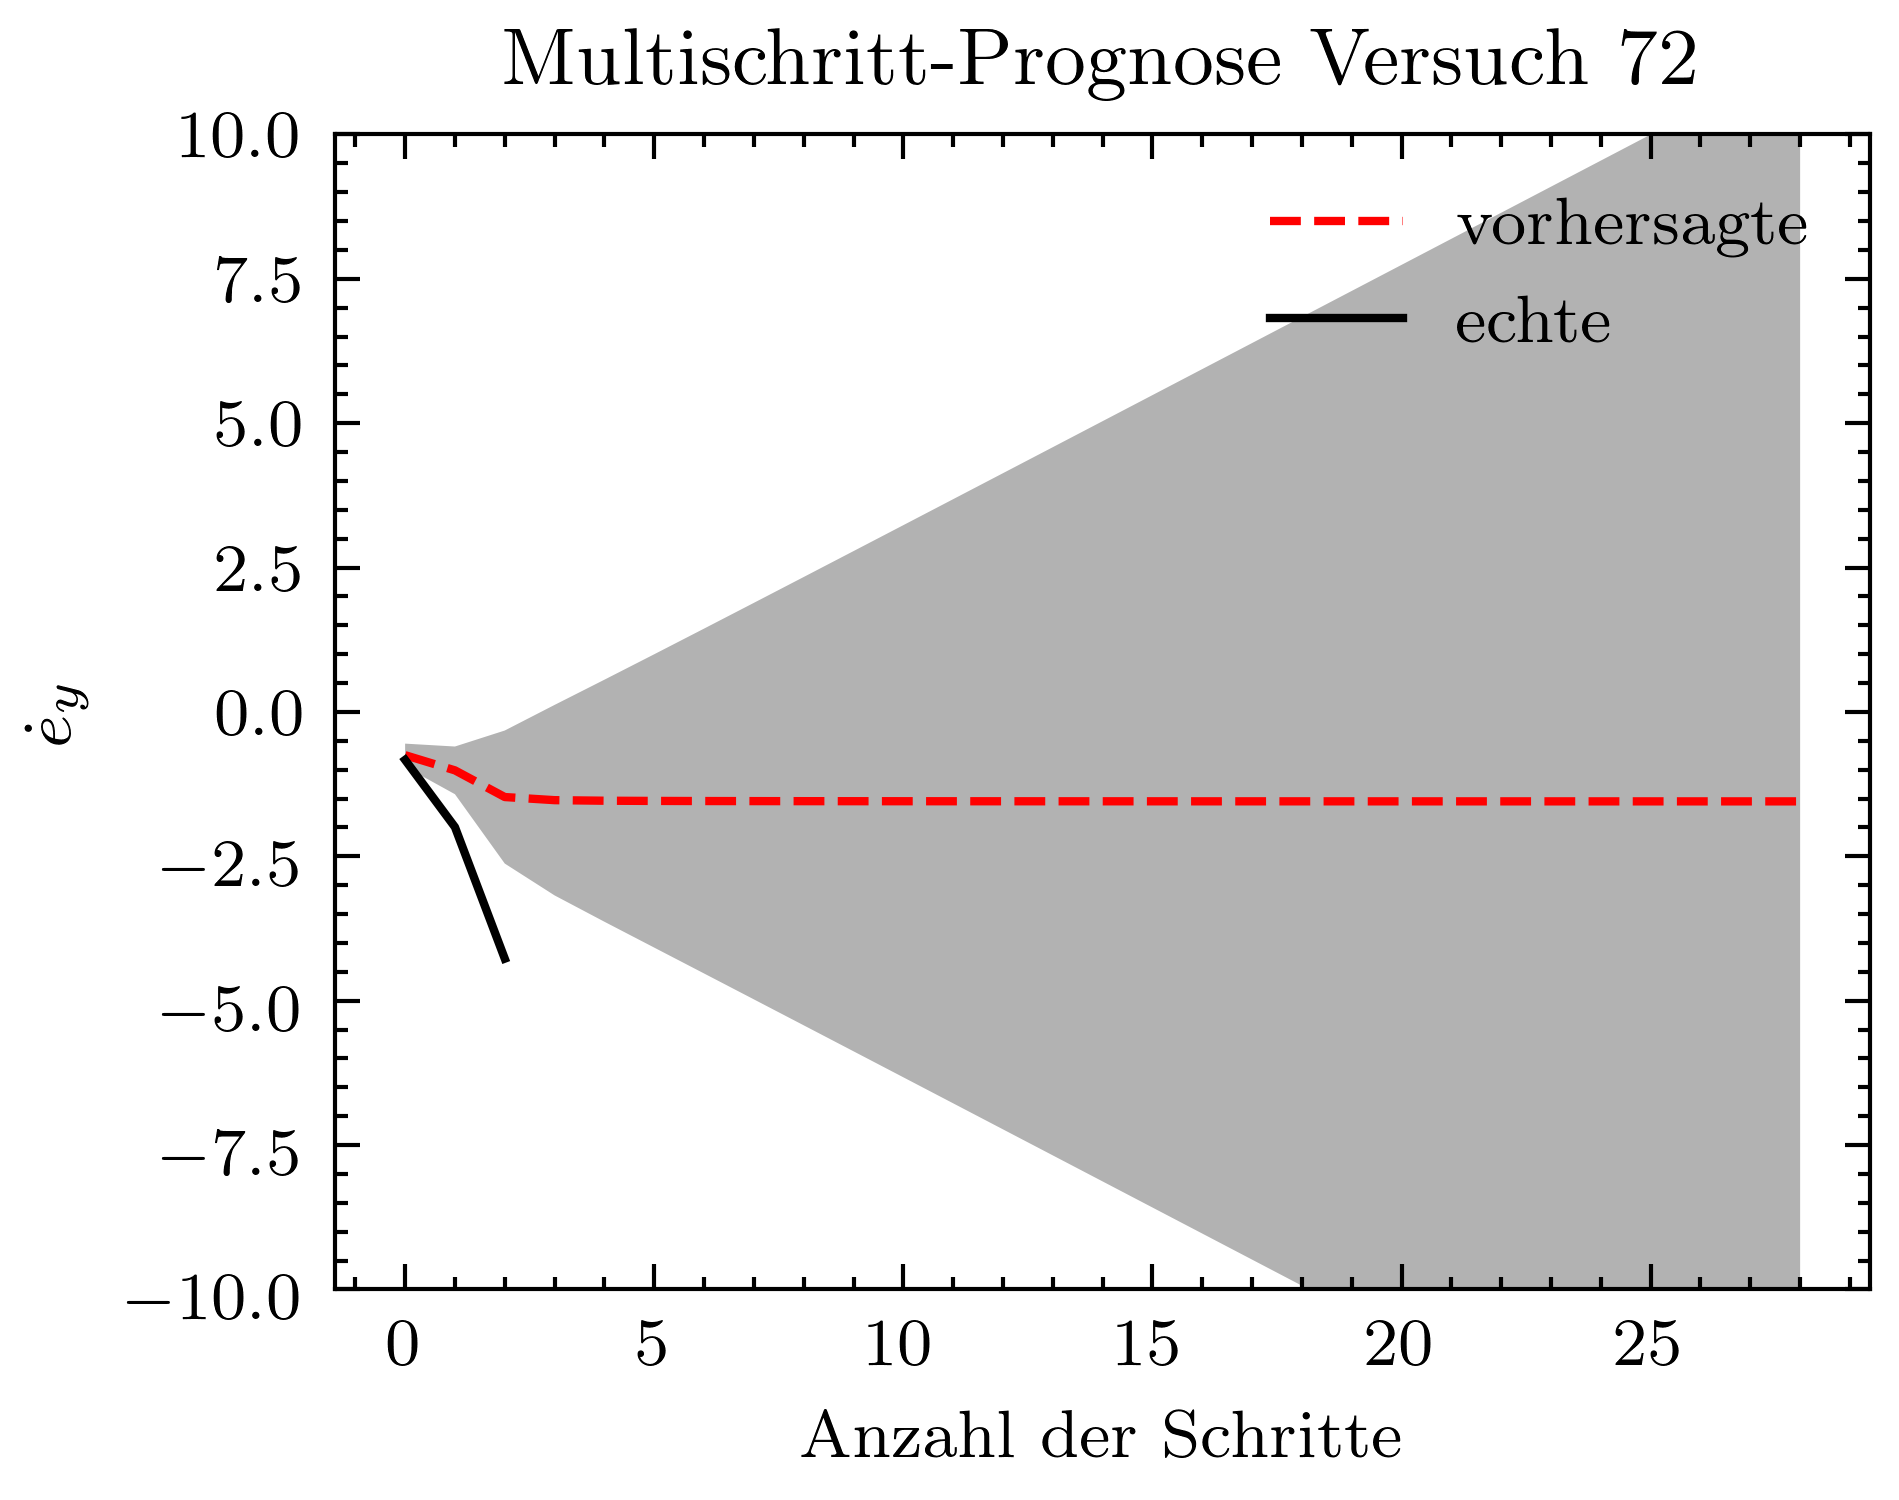 Multischritt-Prognose Versuch 72
10.0
7.5
5.0
2.5
0.0
−2.5
−5.0
−7.5
−10.0
ė_y
vorhersagte
echte
0 5 10 15 20 25
Anzahl der Schritte